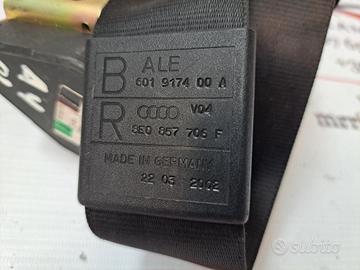 B ALE
601 9174 00 A
R V04
8E0 857 706 F
MADE IN GERMANY
22 03 2002
subito